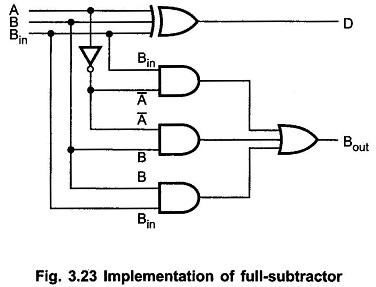 A
B
B_in
D
B_in
A̅
A̅
B
B_out
B
B_in
Fig. 3.23 Implementation of full-subtractor